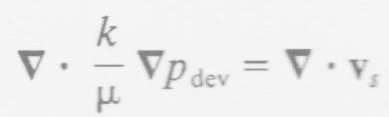 ∇ · k/μ ∇p_dev = ∇ · v_s